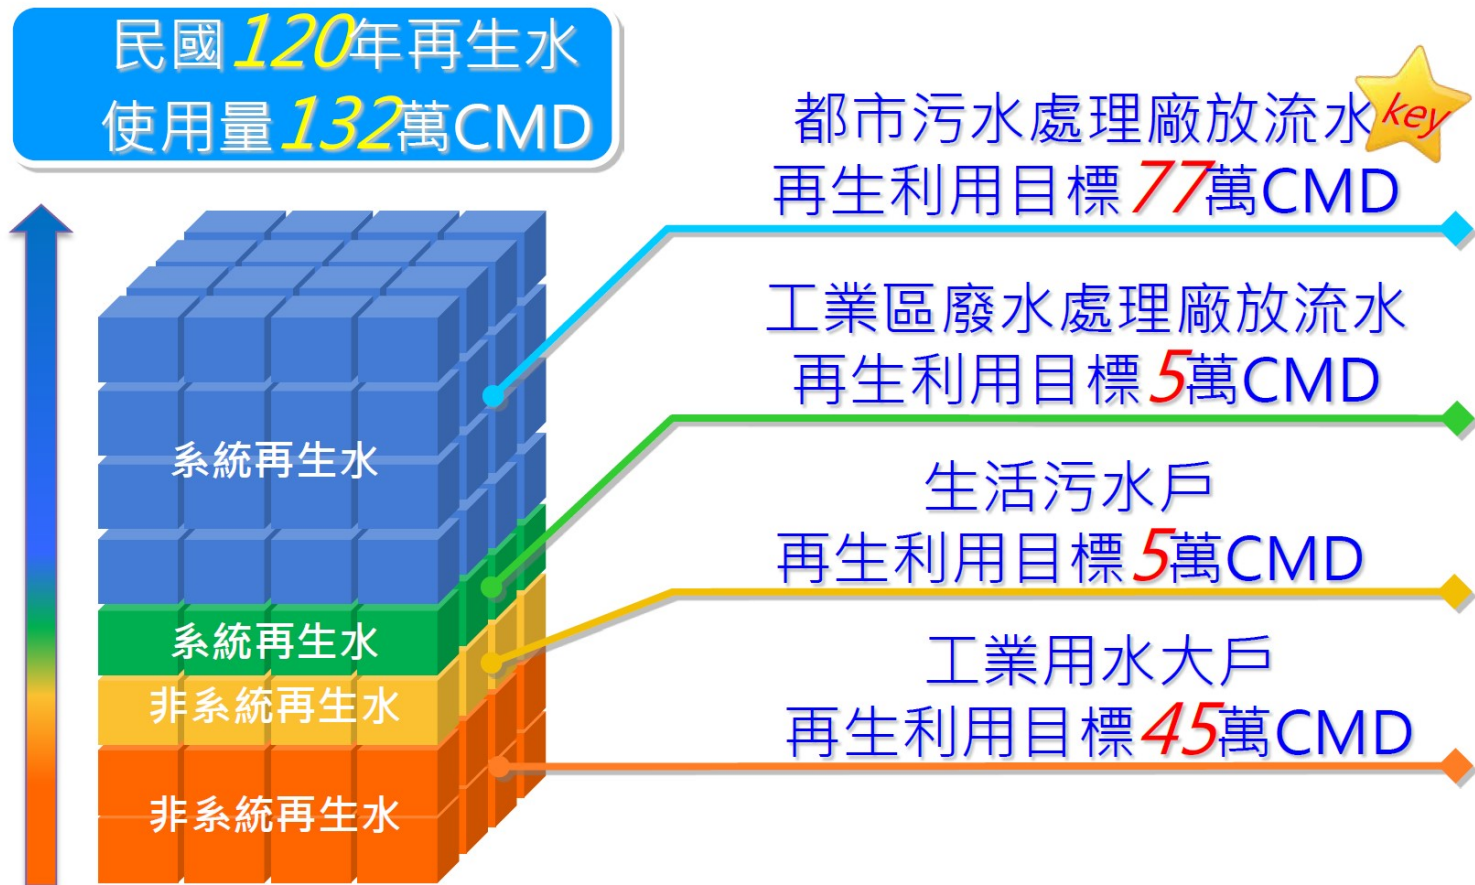 民國120年再生水
使用量132萬CMD
都市污水處理廠放流水
key
再生利用目標77萬CMD
工業區廢水處理廠放流水
再生利用目標5萬CMD
生活污水戶
再生利用目標5萬CMD
工業用水大戶
再生利用目標45萬CMD
系統再生水
系統再生水
非系統再生水
非系統再生水